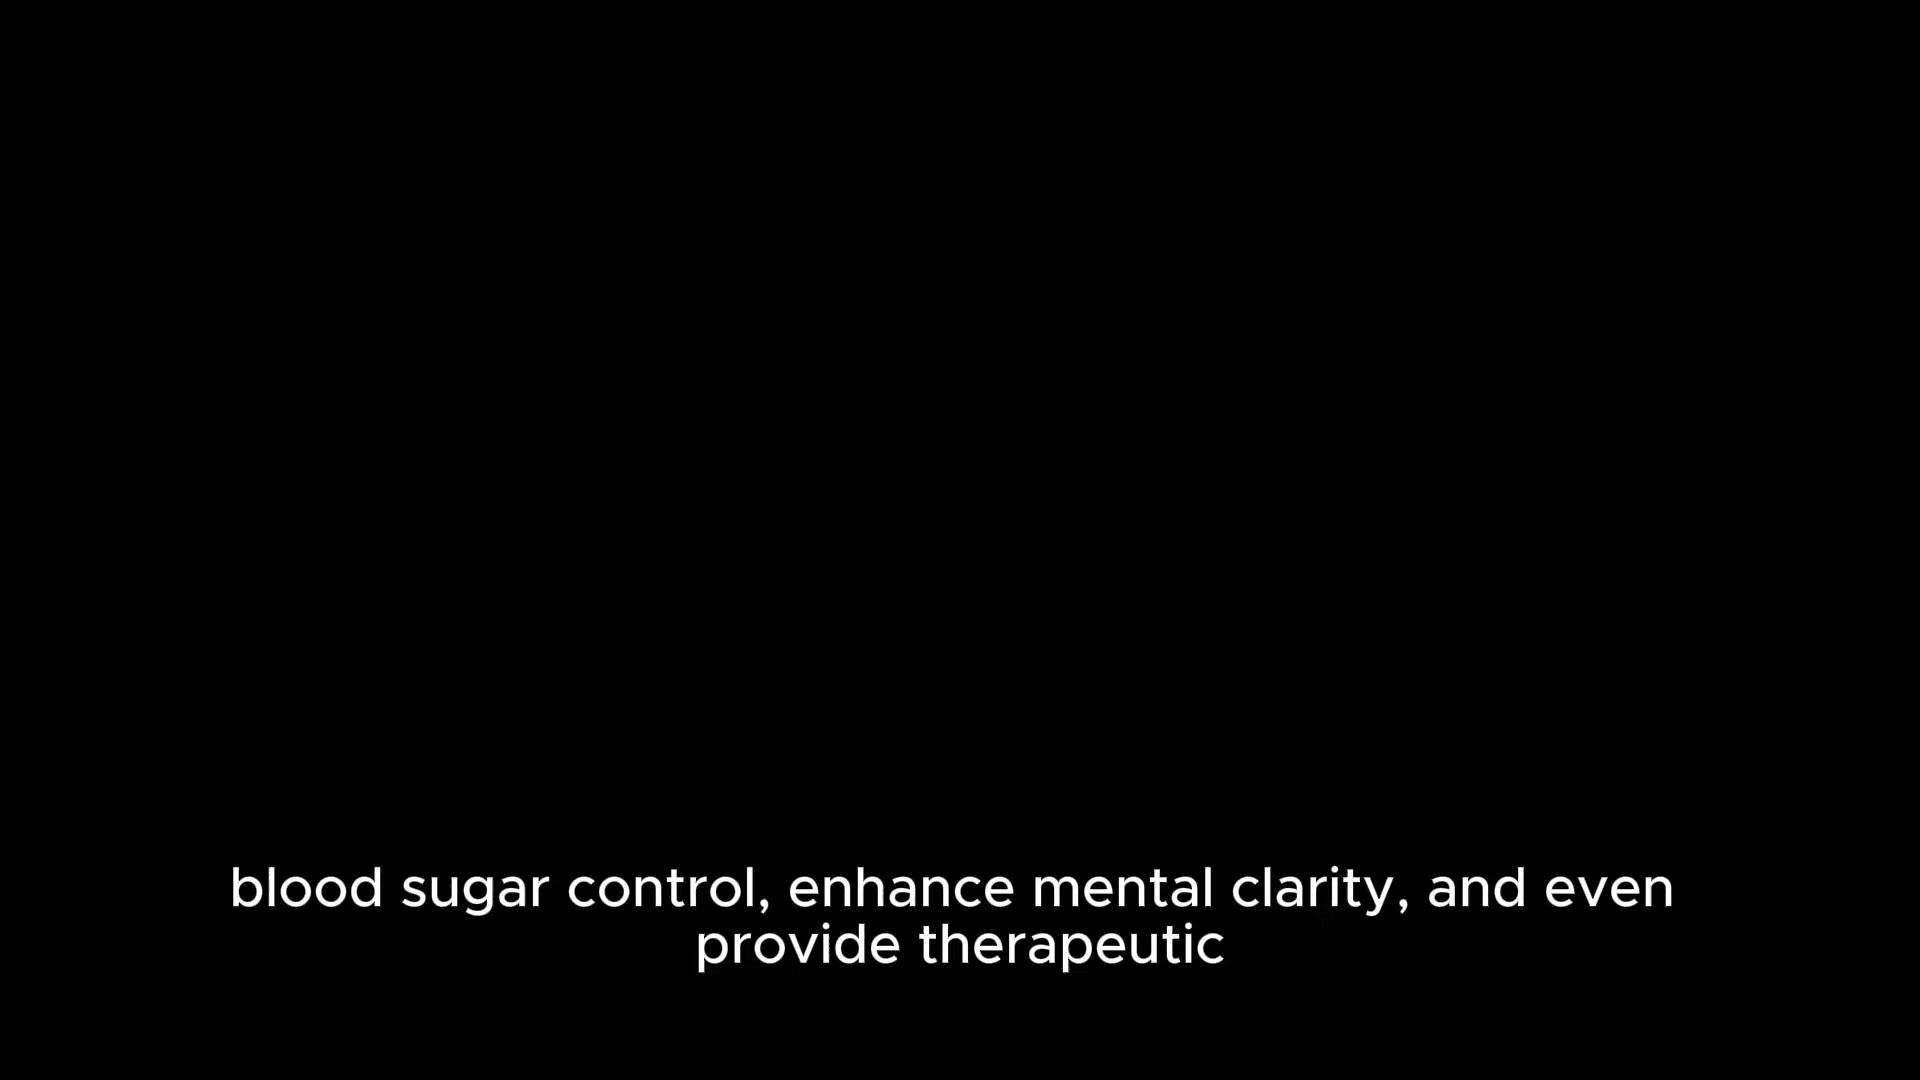 blood sugar control, enhance mental clarity, and even
provide therapeutic